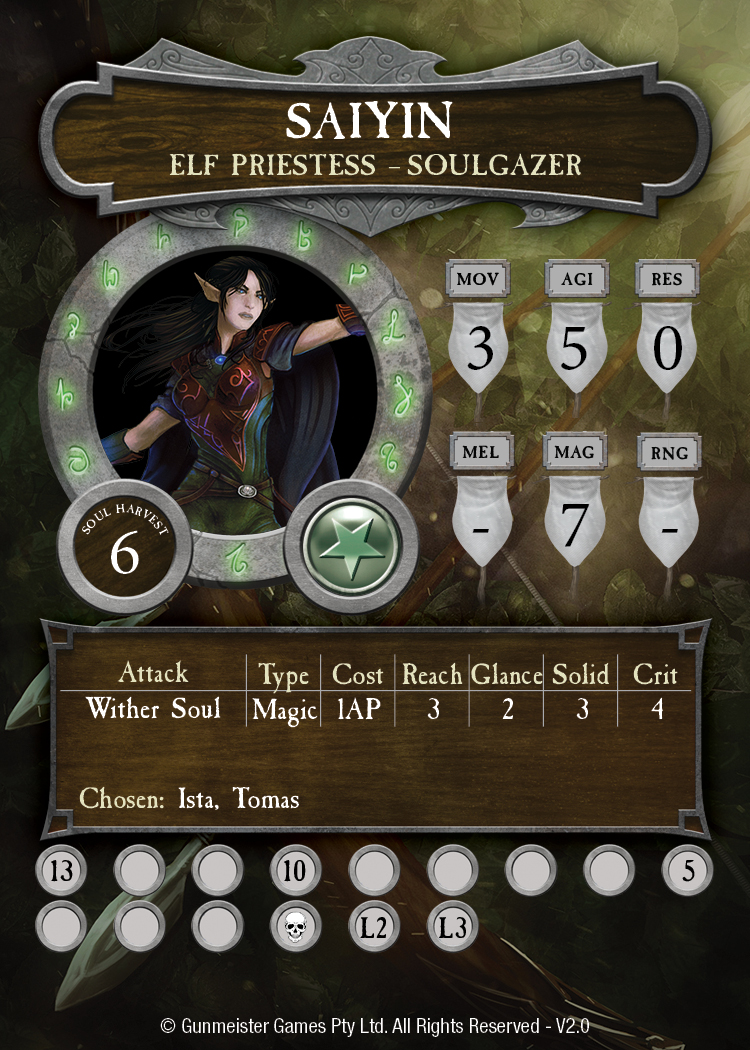 SAIYIN
ELF PRIESTESS – SOULGAZER
MOV AGI RES
3 5 0
MEL MAG RNG
- 7 -
SOUL HARVEST
6
Attack Type Cost Reach Glance Solid Crit
Wither Soul Magic 1AP 3 2 3 4
Chosen: Ista, Tomas
13 10 5
L2 L3
© Gunmeister Games Pty Ltd. All Rights Reserved - V2.0